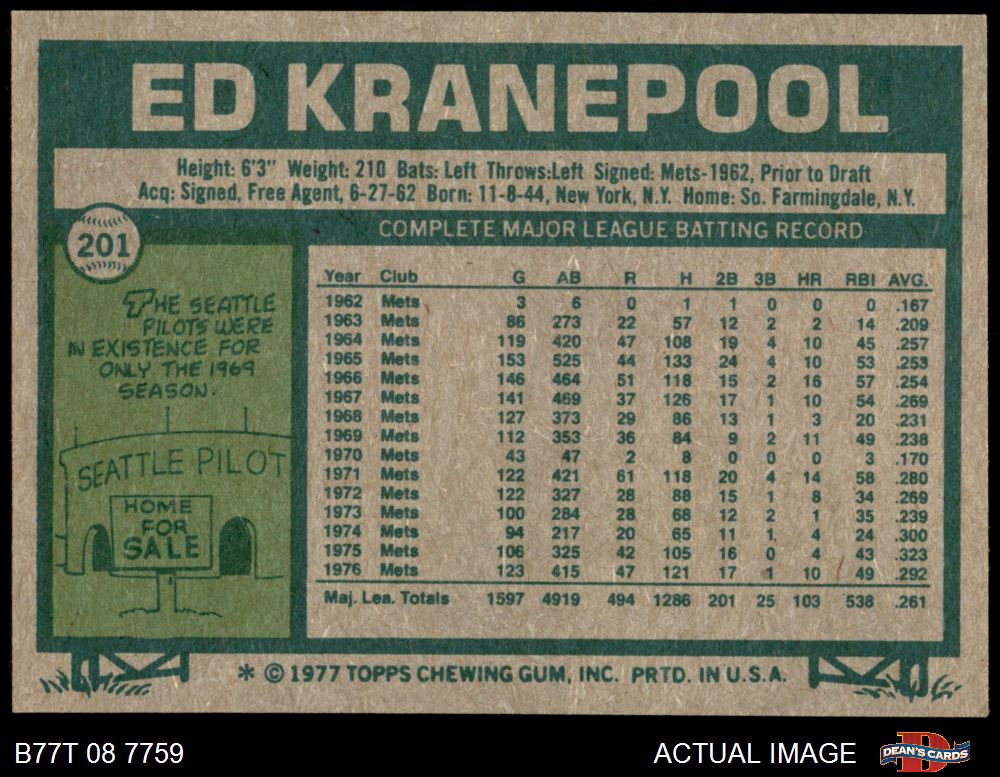 ED KRANEPOOL
Height: 6'3" Weight: 210 Bats: Left Throws:Left Signed: Mets-1962, Prior to Draft
Acq: Signed, Free Agent, 6-27-62 Born: 11-8-44, New York, N.Y. Home: So. Farmingdale, N.Y.
201
THE SEATTLE
PILOTS WERE
IN EXISTENCE FOR
ONLY THE 1969
SEASON.
SEATTLE PILOT
HOME
FOR
SALE
COMPLETE MAJOR LEAGUE BATTING RECORD
Year Club G AB R H 2B 3B HR RBI AVG.
1962 Mets 3 6 0 1 1 0 0 0 .167
1963 Mets 86 273 22 57 12 2 2 14 .209
1964 Mets 119 420 47 108 19 4 10 45 .257
1965 Mets 153 525 44 133 24 4 10 53 .253
1966 Mets 146 464 51 118 15 2 16 57 .254
1967 Mets 141 469 37 126 17 1 10 54 .269
1968 Mets 127 373 29 86 13 1 3 20 .231
1969 Mets 112 353 36 84 9 2 11 49 .238
1970 Mets 43 47 2 8 0 0 0 3 .170
1971 Mets 122 421 61 118 20 4 14 58 .280
1972 Mets 122 327 28 88 15 1 8 34 .269
1973 Mets 100 284 28 68 12 2 1 35 .239
1974 Mets 94 217 20 65 11 1 4 24 .300
1975 Mets 106 325 42 105 16 0 4 43 .323
1976 Mets 123 415 47 121 17 1 10 49 .292
Maj. Lea. Totals 1597 4919 494 1286 201 25 103 538 .261
* © 1977 TOPPS CHEWING GUM, INC. PRTD. IN U.S.A.
B77T 08 7759
ACTUAL IMAGE
DEAN'S CARDS